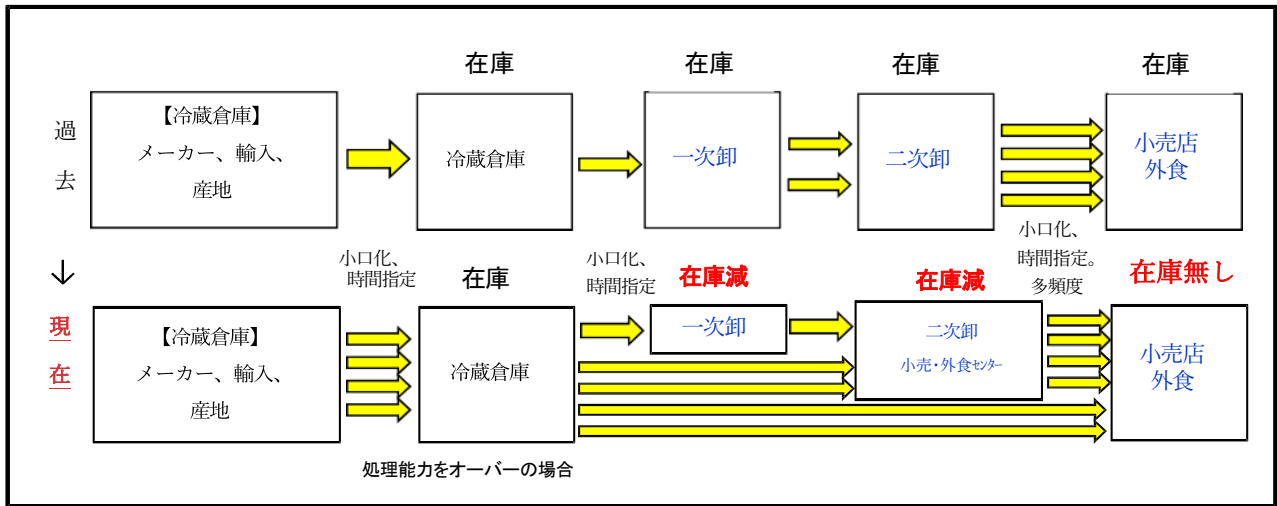 在庫
在庫
在庫
在庫
過
去
【冷蔵倉庫】
メーカー、輸入、
産地
冷蔵倉庫
一次卸
二次卸
小売店
外食
↓
小口化、
時間指定
在庫
小口化、
時間指定
在庫減
在庫減
小口化、
時間指定。
多頻度
在庫無し
現
在
【冷蔵倉庫】
メーカー、輸入、
産地
冷蔵倉庫
一次卸
二次卸
小売・外食センター
小売店
外食
処理能力をオーバーの場合